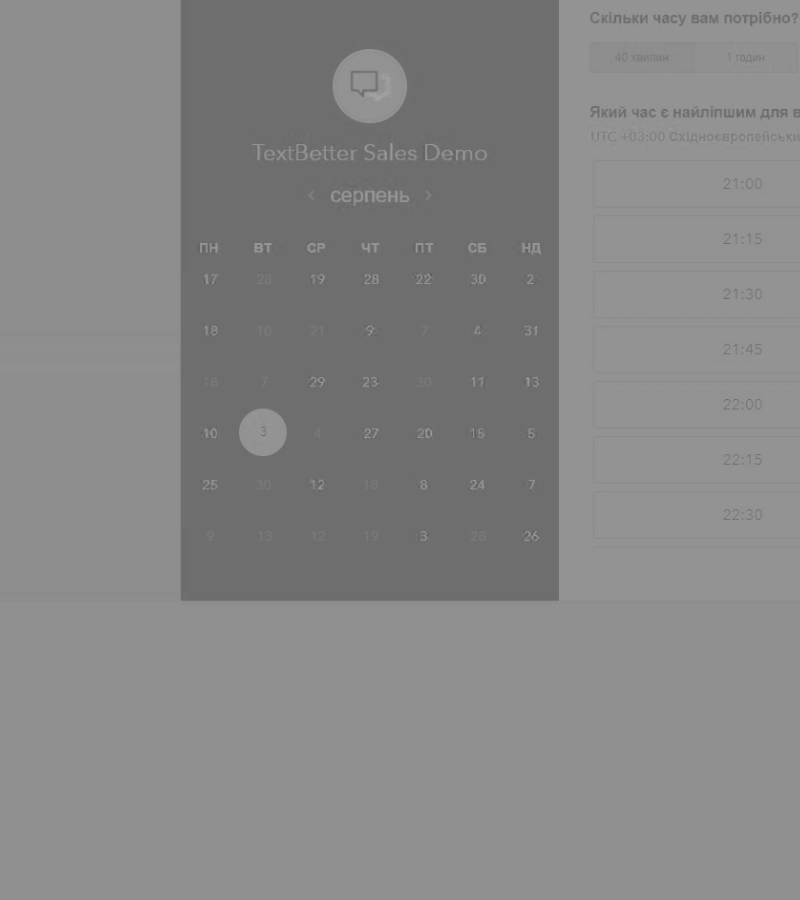 TextBetter Sales Demo
‹ серпень ›
ПН ВТ СР ЧТ ПТ СБ НД
17 28 19 28 22 30 2
18 10 21 9 7 4 31
18 7 29 23 30 11 13
10 3 4 27 20 15 5
25 30 12 18 8 24 7
9 13 12 19 3 28 26
Скільки часу вам потрібно?
40 хвилин 1 годин
Який час є найліпшим для в
UTC +03:00 Східноєвропейськи
21:00
21:15
21:30
21:45
22:00
22:15
22:30